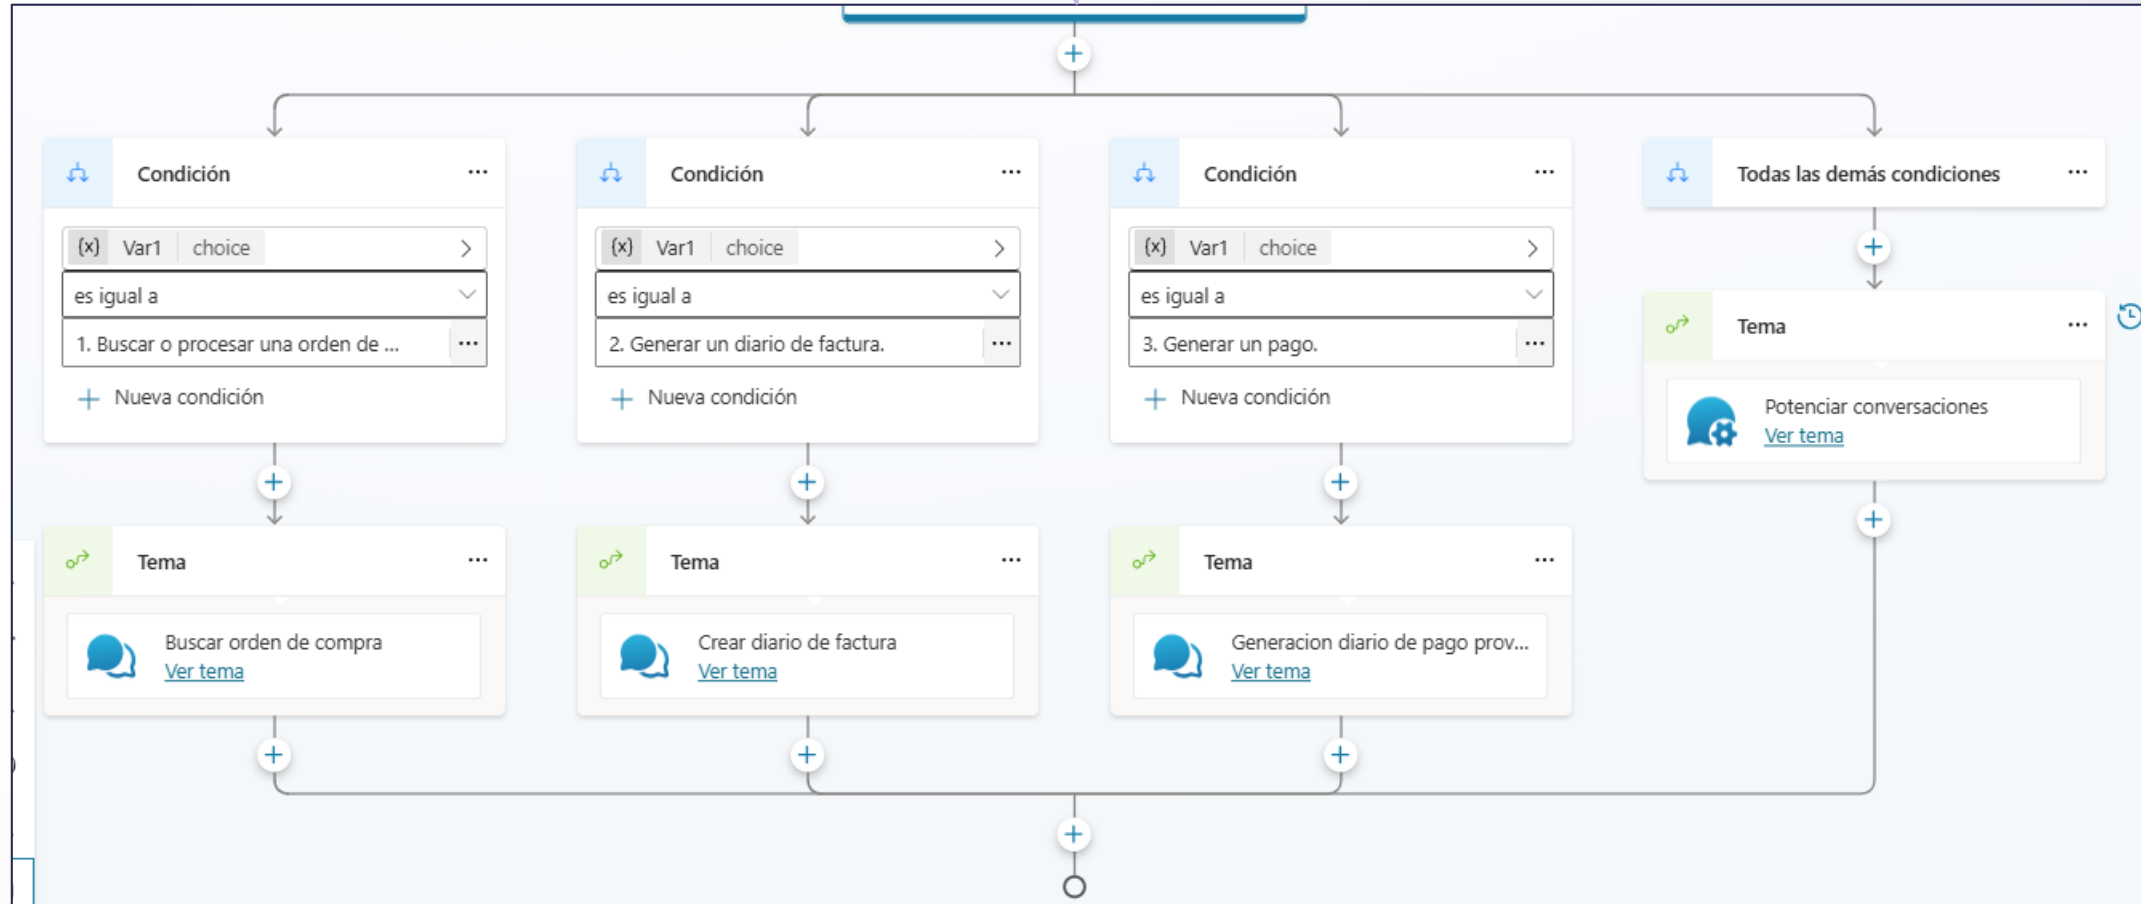 Condición
{x} Var1 choice
es igual a
1. Buscar o procesar una orden de ...
Nueva condición
Tema
Buscar orden de compra
Ver tema
Condición
{x} Var1 choice
es igual a
2. Generar un diario de factura.
Nueva condición
Tema
Crear diario de factura
Ver tema
Condición
{x} Var1 choice
es igual a
3. Generar un pago.
Nueva condición
Tema
Generacion diario de pago prov...
Ver tema
Todas las demás condiciones
Tema
Potenciar conversaciones
Ver tema